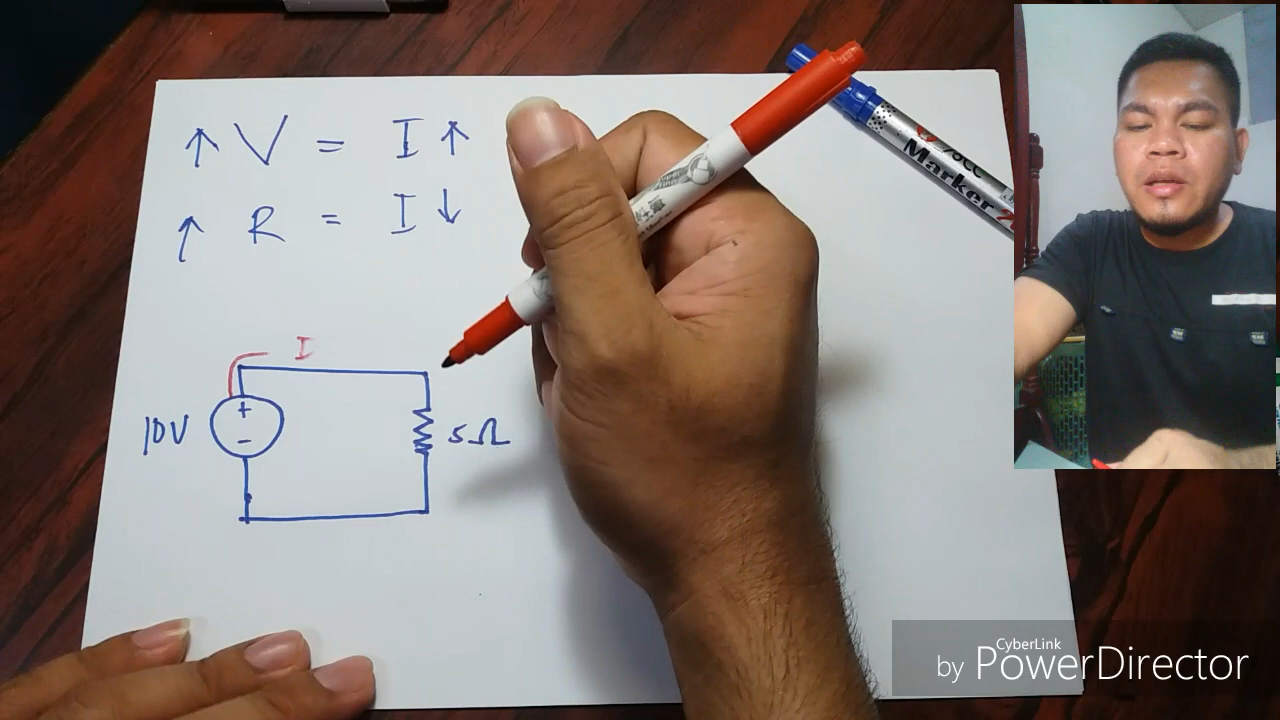 ↑ V = I ↑
↑ R = I ↓
I
+
10V
5Ω
-
Marker
CyberLink
by PowerDirector